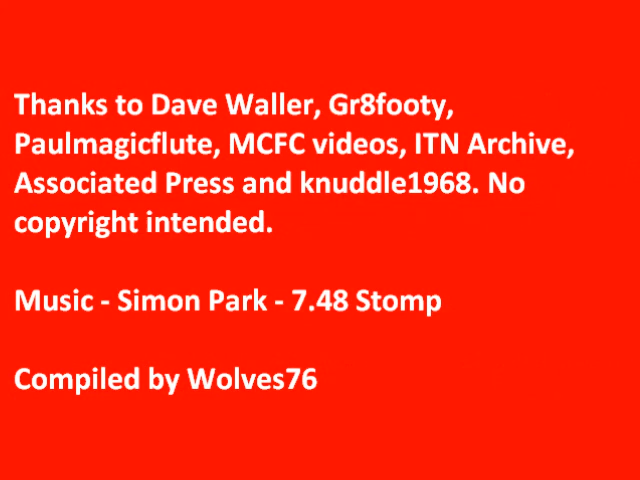 Thanks to Dave Waller, Gr8footy,
Paulmagicflute, MCFC videos, ITN Archive,
Associated Press and knuddle1968. No
copyright intended.
Music - Simon Park - 7.48 Stomp
Compiled by Wolves76